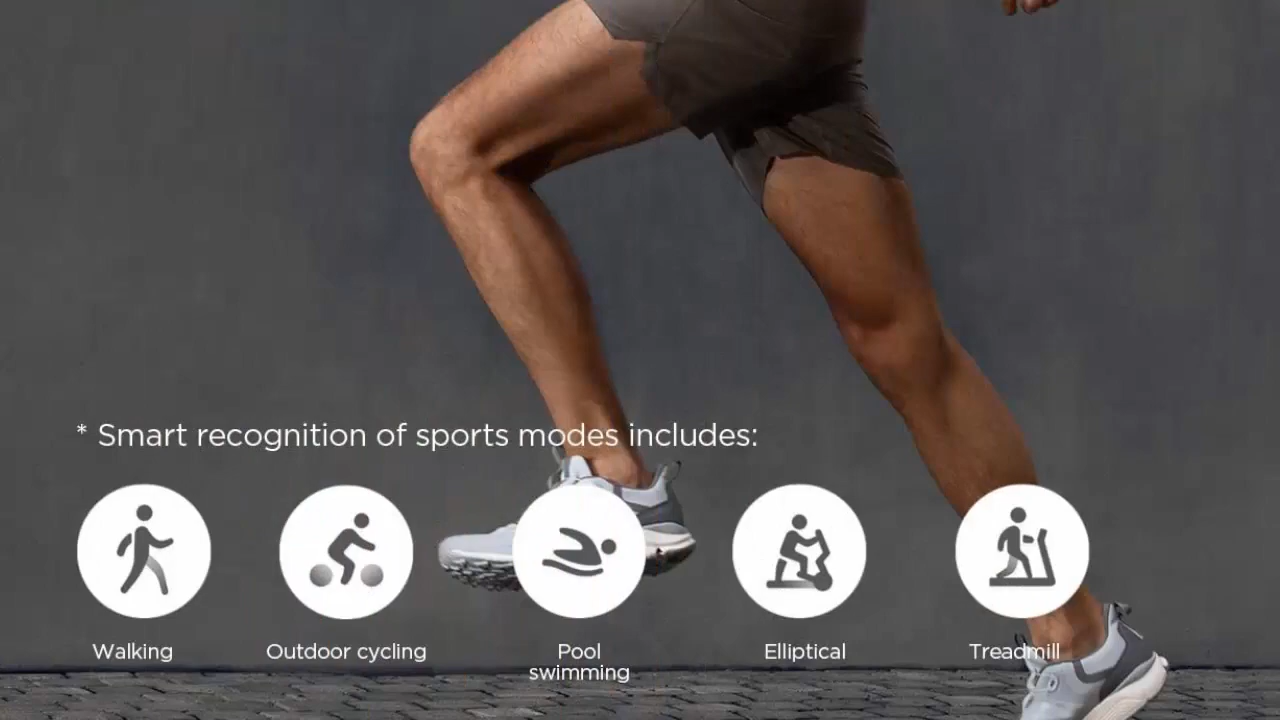 * Smart recognition of sports modes includes:
Walking
Outdoor cycling
Pool
swimming
Elliptical
Treadmill